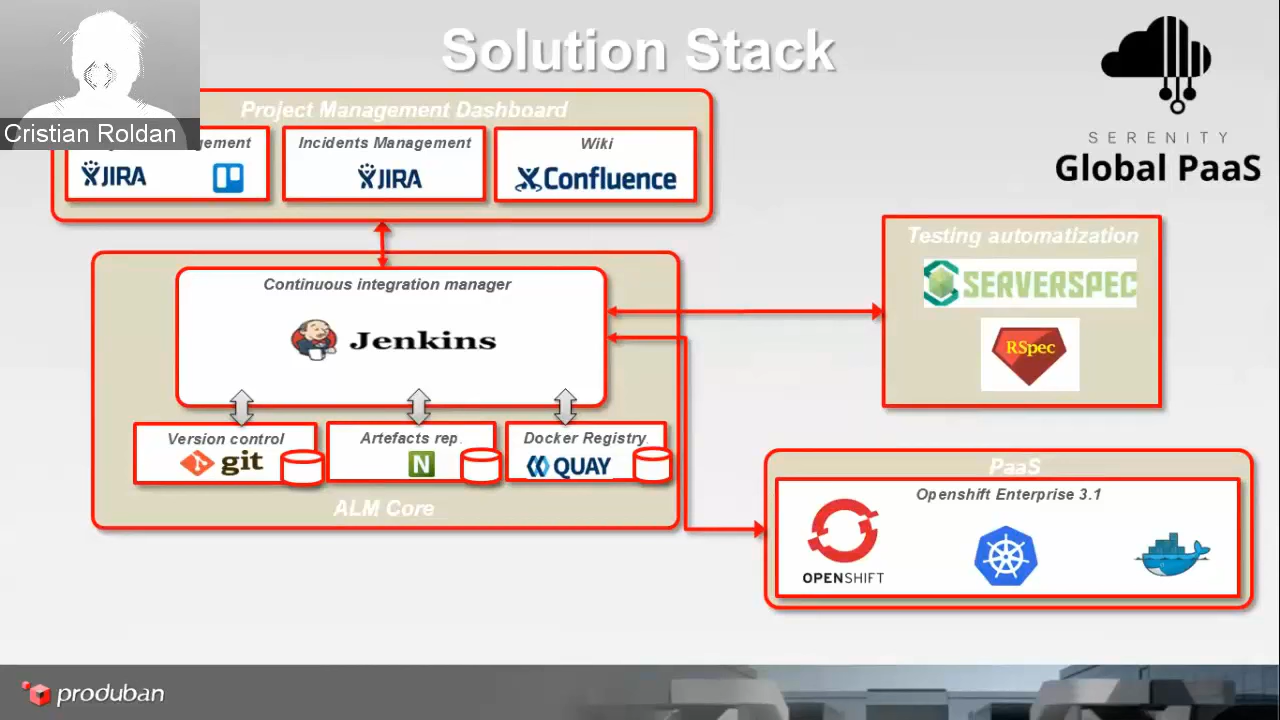 Solution Stack
SERENITY
Global PaaS
Cristian Roldan
Project Management Dashboard
JIRA
Incidents Management
JIRA
Wiki
Confluence
Continuous integration manager
Jenkins
Version control
git
Artefacts rep.
N
Docker Registry.
QUAY
ALM Core
Testing automatization
SERVERSPEC
RSpec
PaaS
Openshift Enterprise 3.1
OPENSHIFT
produban